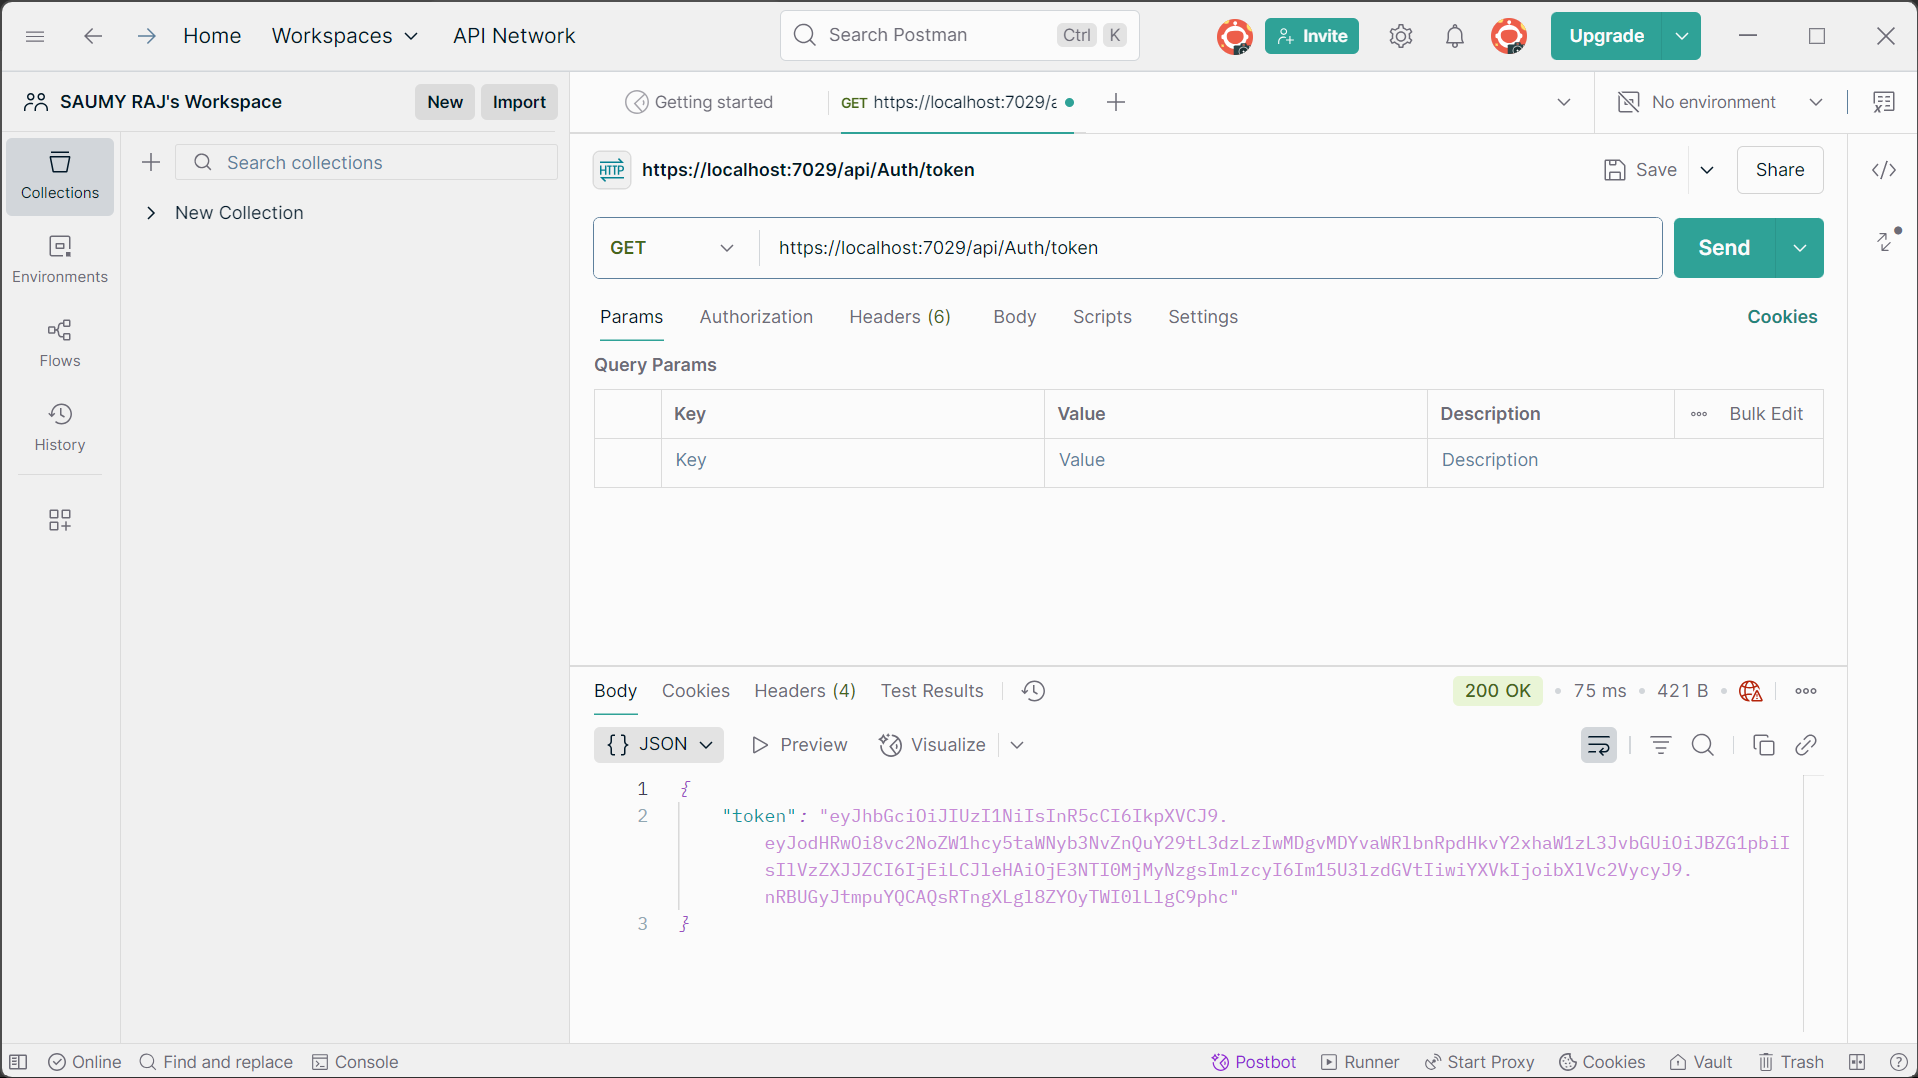 Home Workspaces API Network Search Postman Ctrl K Invite Upgrade
SAUMY RAJ's Workspace New Import
Getting started GET https://localhost:7029/a No environment
Collections
Environments
Flows
History
Search collections
New Collection
HTTP https://localhost:7029/api/Auth/token Save Share
GET https://localhost:7029/api/Auth/token Send
Params Authorization Headers (6) Body Scripts Settings Cookies
Query Params
Key Value Description Bulk Edit
Key Value Description
Body Cookies Headers (4) Test Results 200 OK 75 ms 421 B
{} JSON Preview Visualize
1 {
2 "token": "eyJhbGciOiJIUzI1NiIsInR5cCI6IkpXVCJ9.
eyJodHRwOi8vc2NoZW1hcy5taWNyb3NvZnQuY29tL3dzLzIwMDgvMDYvaWRlbnRpdHkvY2xhaW1zL3JvbGUiOiJBZG1pbiI
sIlVzZXJJZCI6IjEiLCJleHAiOjE3NTI0MjMyNzgsImlzcyI6Im15U3lzdGVtIiwiYXVkIjoibXlVc2VycyJ9.
nRBUGyJtmpuYQCAQsRTngXLgl8ZYOyTWI0lLlgC9phc"
3 }
Online Find and replace Console Postbot Runner Start Proxy Cookies Vault Trash